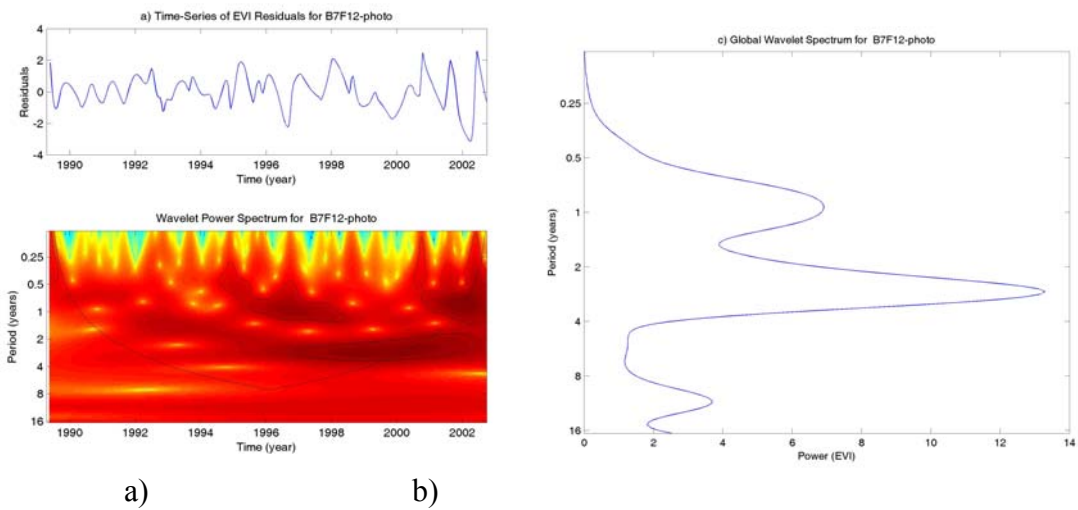 a) Time-Series of EVI Residuals for B7F12-photo
4
2
0
-2
-4
Residuals
1990 1992 1994 1996 1998 2000 2002
Time (year)
Wavelet Power Spectrum for B7F12-photo
0.25
0.5
1
2
4
8
16
Period (years)
1990 1992 1994 1996 1998 2000 2002
Time (year)
c) Global Wavelet Spectrum for B7F12-photo
0.25
0.5
1
2
4
8
16
Period (years)
0 2 4 6 8 10 12 14
Power (EVI)
a) b)